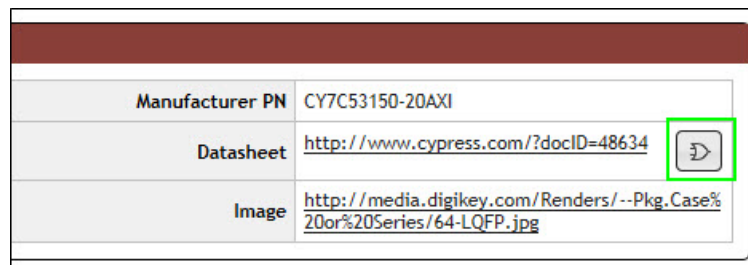 Manufacturer PN CY7C53150-20AXI
Datasheet http://www.cypress.com/?docID=48634
Image http://media.digikey.com/Renders/--Pkg.Case%
20or%20Series/64-LQFP.jpg